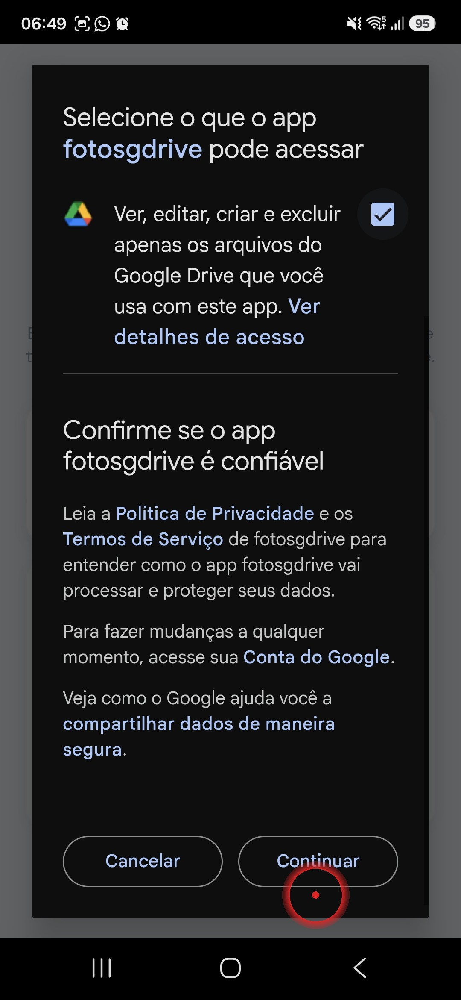 06:49
5
95
Selecione o que o app
fotosgdrive pode acessar
Ver, editar, criar e excluir
apenas os arquivos do
Google Drive que você
usa com este app. Ver
detalhes de acesso
Confirme se o app
fotosgdrive é confiável
Leia a Política de Privacidade e os
Termos de Serviço de fotosgdrive para
entender como o app fotosgdrive vai
processar e proteger seus dados.
Para fazer mudanças a qualquer
momento, acesse sua Conta do Google.
Veja como o Google ajuda você a
compartilhar dados de maneira
segura.
Cancelar
Continuar